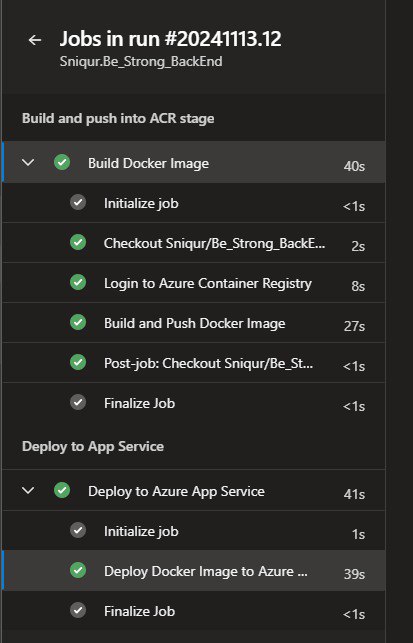 Jobs in run #20241113.12
Sniqur.Be_Strong_BackEnd
Build and push into ACR stage
Build Docker Image 40s
Initialize job <1s
Checkout Sniqur/Be_Strong_BackE... 2s
Login to Azure Container Registry 8s
Build and Push Docker Image 27s
Post-job: Checkout Sniqur/Be_St... <1s
Finalize Job <1s
Deploy to App Service
Deploy to Azure App Service 41s
Initialize job 1s
Deploy Docker Image to Azure ... 39s
Finalize Job <1s